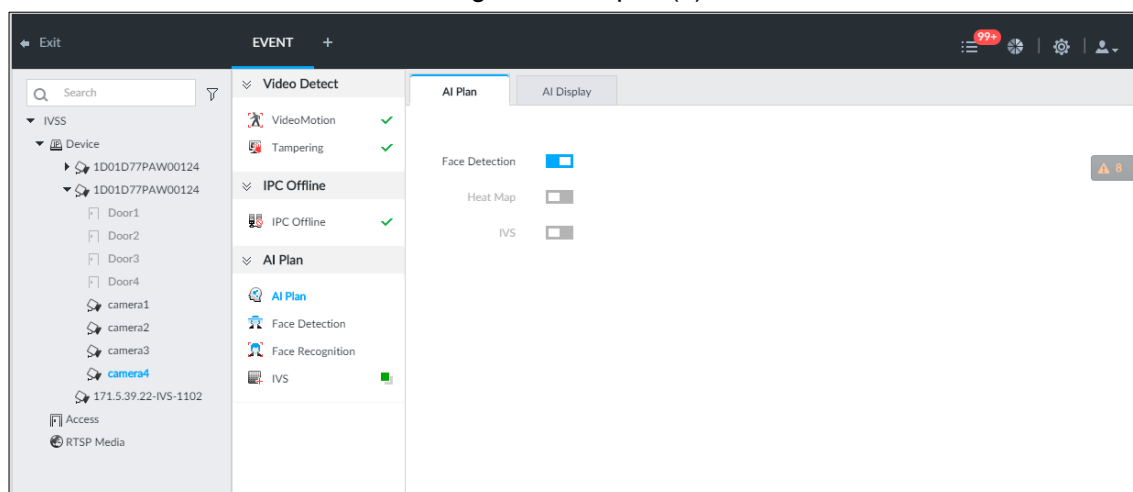 Exit
EVENT +
99+
Search
IVSS
Device
1D01D77PAW00124
1D01D77PAW00124
Door1
Door2
Door3
Door4
camera1
camera2
camera3
camera4
171.5.39.22-IVS-1102
Access
RTSP Media
Video Detect
VideoMotion
Tampering
IPC Offline
IPC Offline
AI Plan
AI Plan
Face Detection
Face Recognition
IVS
AI Plan
AI Display
Face Detection
Heat Map
IVS
8